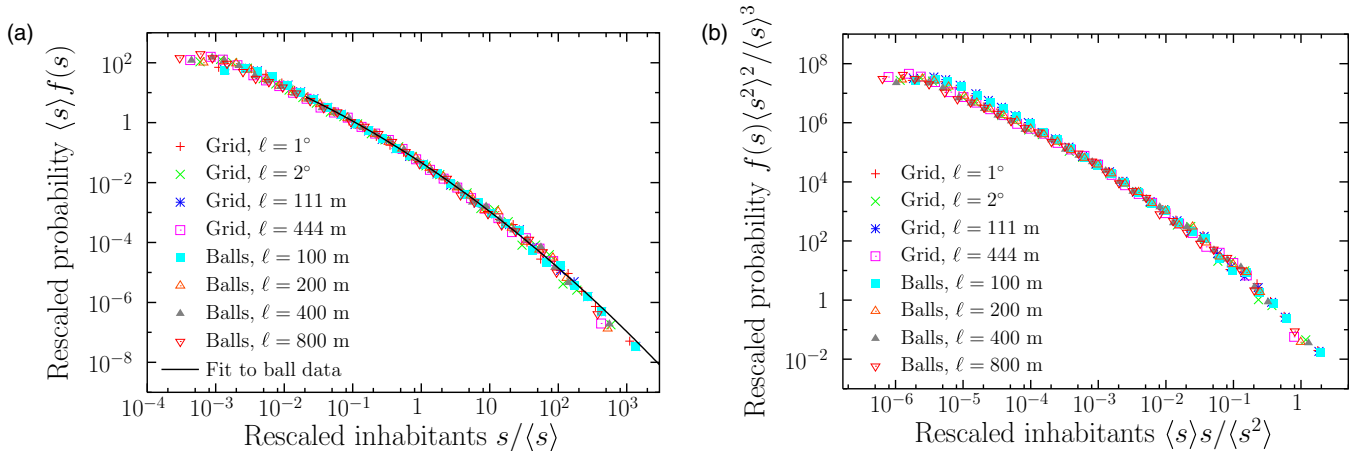 (a)
Rescaled probability ⟨s⟩f(s)
10^2
1
10^−2
10^−4
10^−6
10^−8
Grid, ℓ = 1°
Grid, ℓ = 2°
Grid, ℓ = 111 m
Grid, ℓ = 444 m
Balls, ℓ = 100 m
Balls, ℓ = 200 m
Balls, ℓ = 400 m
Balls, ℓ = 800 m
Fit to ball data
10^−4 10^−3 10^−2 10^−1 1 10 10^2 10^3
Rescaled inhabitants s/⟨s⟩
(b)
Rescaled probability f(s)⟨s^2⟩^2/⟨s⟩^3
10^8
10^6
10^4
10^2
1
10^−2
Grid, ℓ = 1°
Grid, ℓ = 2°
Grid, ℓ = 111 m
Grid, ℓ = 444 m
Balls, ℓ = 100 m
Balls, ℓ = 200 m
Balls, ℓ = 400 m
Balls, ℓ = 800 m
10^−6 10^−5 10^−4 10^−3 10^−2 10^−1 1
Rescaled inhabitants ⟨s⟩s/⟨s^2⟩